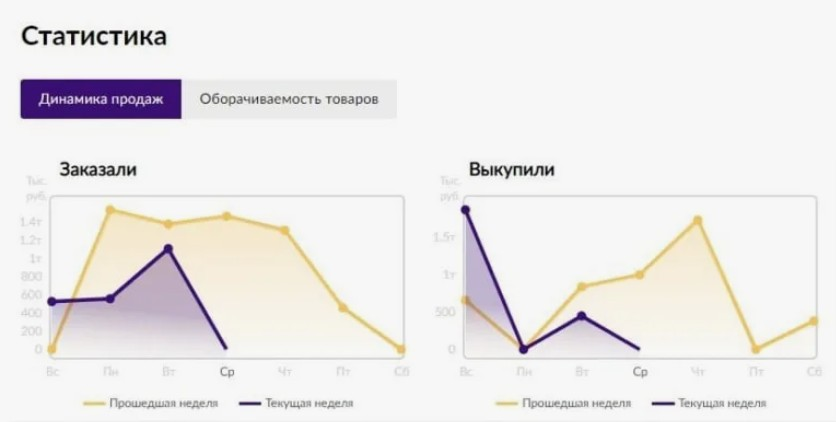 Статистика
Динамика продаж Оборачиваемость товаров
Заказали
Тыс.
руб.
1.4т
1.2т
1т
800
600
400
200
0
Вс Пн Вт Ср Чт Пт Сб
Прошедшая неделя Текущая неделя
Выкупили
Тыс.
руб.
1.5т
1т
500
0
Вс Пн Вт Ср Чт Пт Сб
Прошедшая неделя Текущая неделя